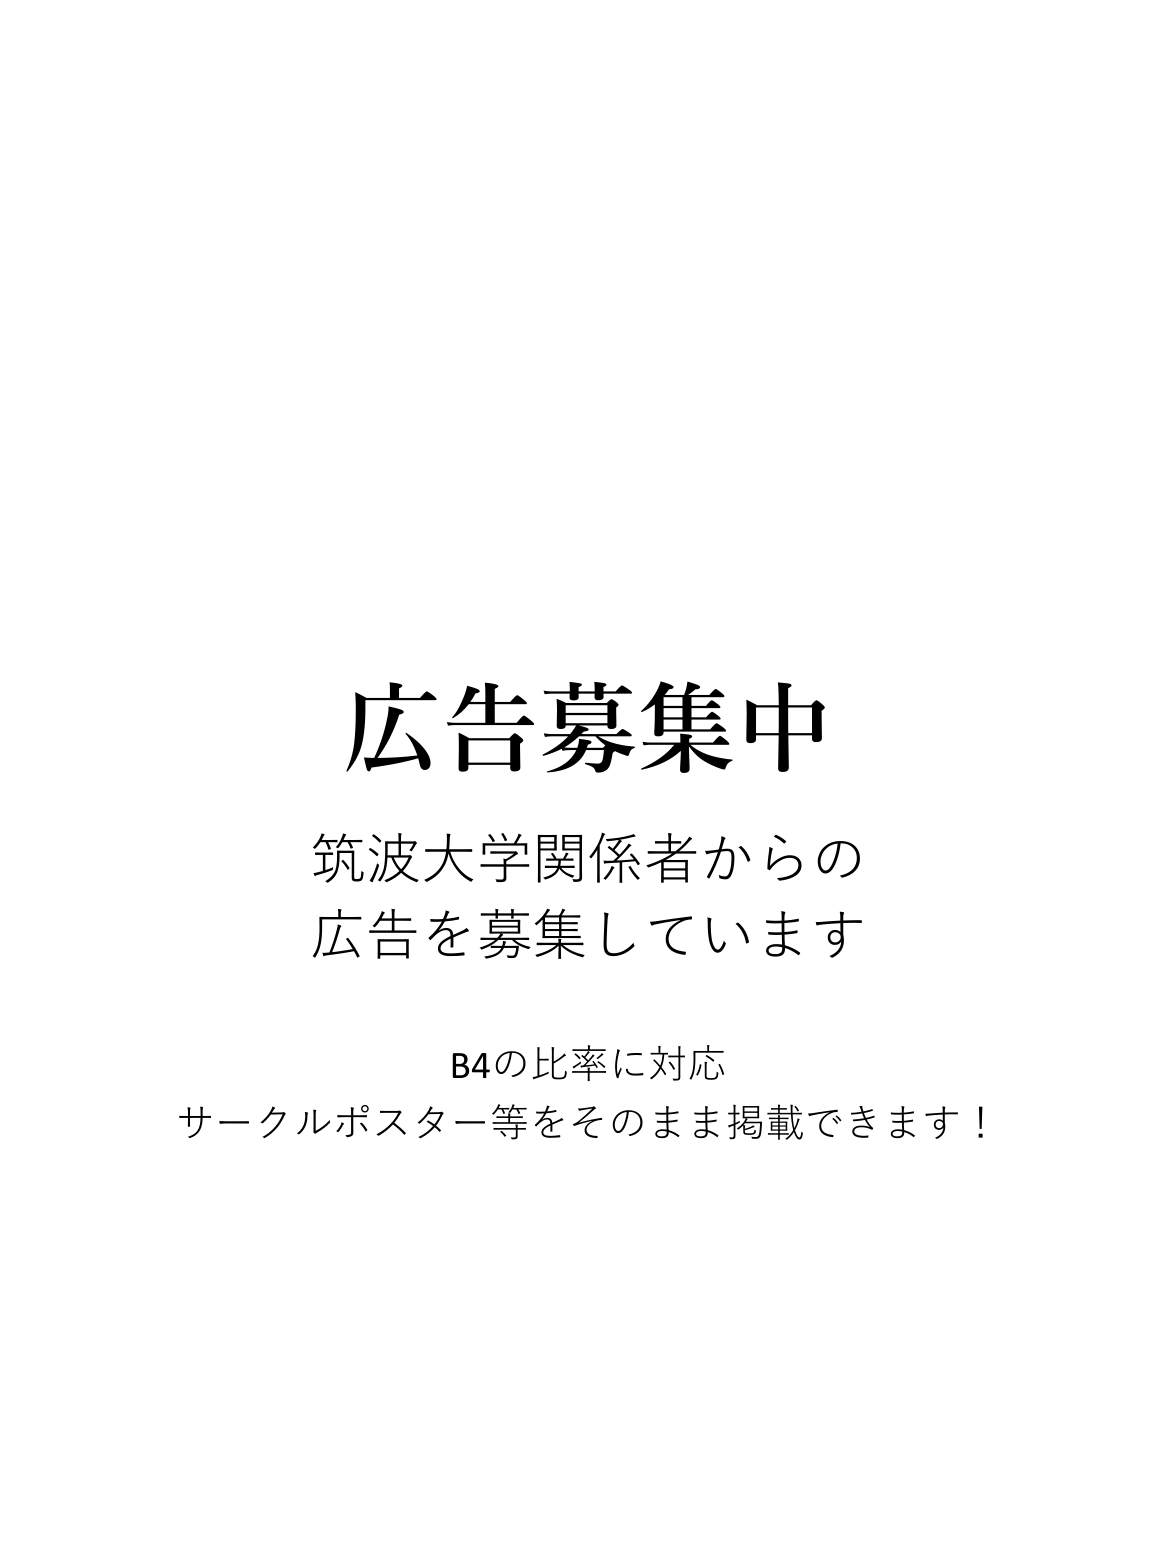 広告募集中
筑波大学関係者からの
広告を募集しています
B4の比率に対応
サークルポスター等をそのまま掲載できます！